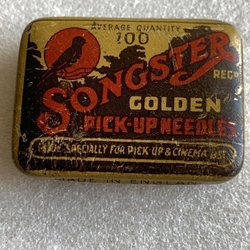 AVERAGE QUANTITY
100
SONGSTER
REGD
GOLDEN
PICK-UP NEEDLES
MADE SPECIALLY FOR PICK-UP & CINEMA USE
MADE IN ENGLAND